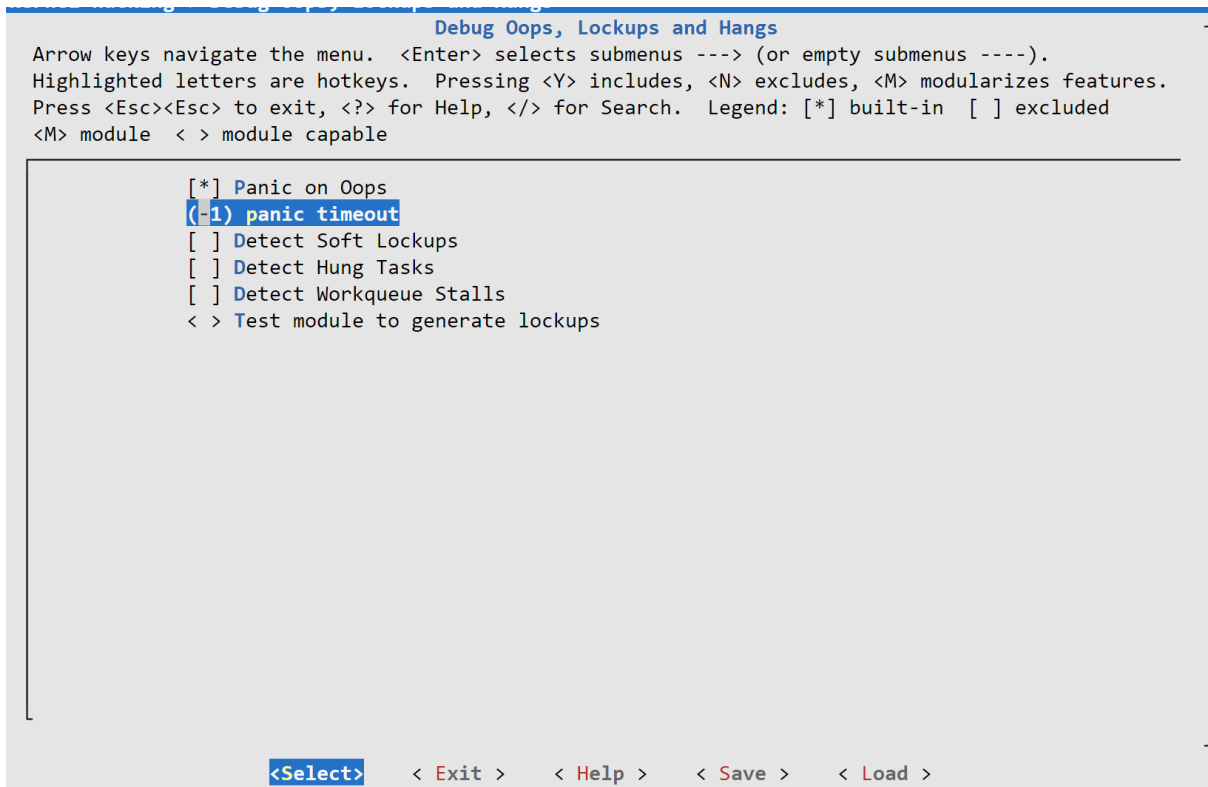 Debug Oops, Lockups and Hangs
Arrow keys navigate the menu.  <Enter> selects submenus ---> (or empty submenus ----).
Highlighted letters are hotkeys.  Pressing <Y> includes, <N> excludes, <M> modularizes features.
Press <Esc><Esc> to exit, <?> for Help, </> for Search.  Legend: [*] built-in  [ ] excluded
<M> module  < > module capable
[*] Panic on Oops
(-1) panic timeout
[ ] Detect Soft Lockups
[ ] Detect Hung Tasks
[ ] Detect Workqueue Stalls
< > Test module to generate lockups
<Select>    < Exit >    < Help >    < Save >    < Load >